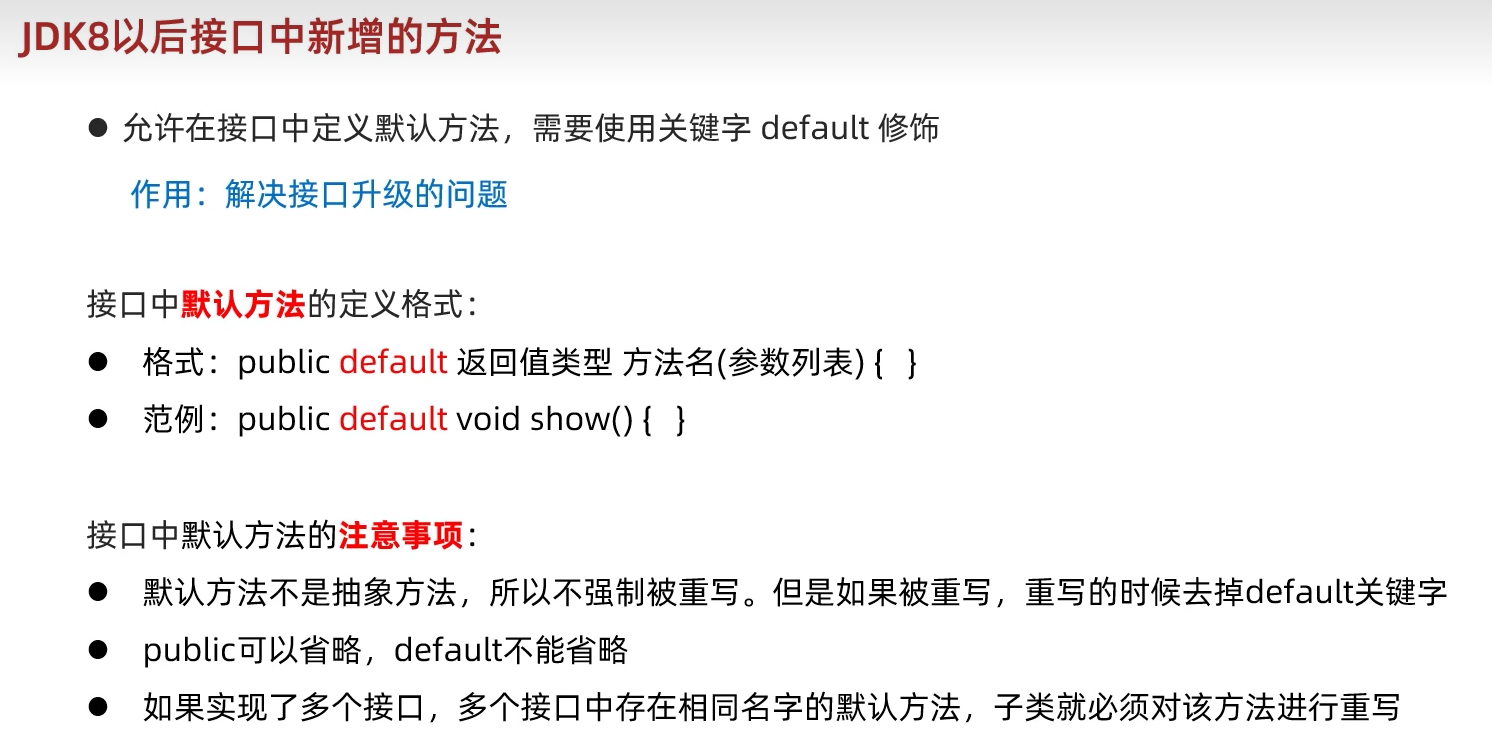 JDK8以后接口中新增的方法
● 允许在接口中定义默认方法，需要使用关键字 default 修饰
作用：解决接口升级的问题
接口中默认方法的定义格式：
● 格式：public default 返回值类型 方法名(参数列表) { }
● 范例：public default void show() { }
接口中默认方法的注意事项：
● 默认方法不是抽象方法，所以不强制被重写。但是如果被重写，重写的时候去掉default关键字
● public可以省略，default不能省略
● 如果实现了多个接口，多个接口中存在相同名字的默认方法，子类就必须对该方法进行重写